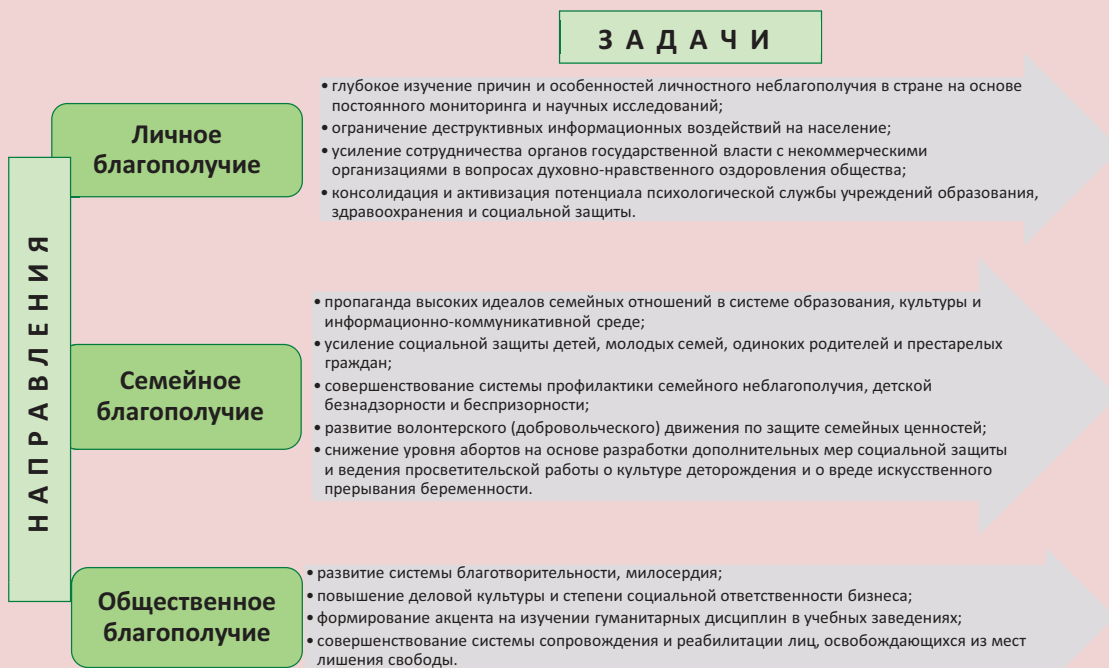 З А Д А Ч И
НАПРАВЛЕНИЯ
Личное
благополучие
• глубокое изучение причин и особенностей личностного неблагополучия в стране на основе
постоянного мониторинга и научных исследований;
• ограничение деструктивных информационных воздействий на население;
• усиление сотрудничества органов государственной власти с некоммерческими
организациями в вопросах духовно-нравственного оздоровления общества;
• консолидация и активизация потенциала психологической службы учреждений образования,
здравоохранения и социальной защиты.
Семейное
благополучие
• пропаганда высоких идеалов семейных отношений в системе образования, культуры и
информационно-коммуникативной среде;
• усиление социальной защиты детей, молодых семей, одиноких родителей и престарелых
граждан;
• совершенствование системы профилактики семейного неблагополучия, детской
безнадзорности и беспризорности;
• развитие волонтерского (добровольческого) движения по защите семейных ценностей;
• снижение уровня абортов на основе разработки дополнительных мер социальной защиты
и ведения просветительской работы о культуре деторождения и о вреде искусственного
прерывания беременности.
Общественное
благополучие
• развитие системы благотворительности, милосердия;
• повышение деловой культуры и степени социальной ответственности бизнеса;
• формирование акцента на изучении гуманитарных дисциплин в учебных заведениях;
• совершенствование системы сопровождения и реабилитации лиц, освобождающихся из мест
лишения свободы.